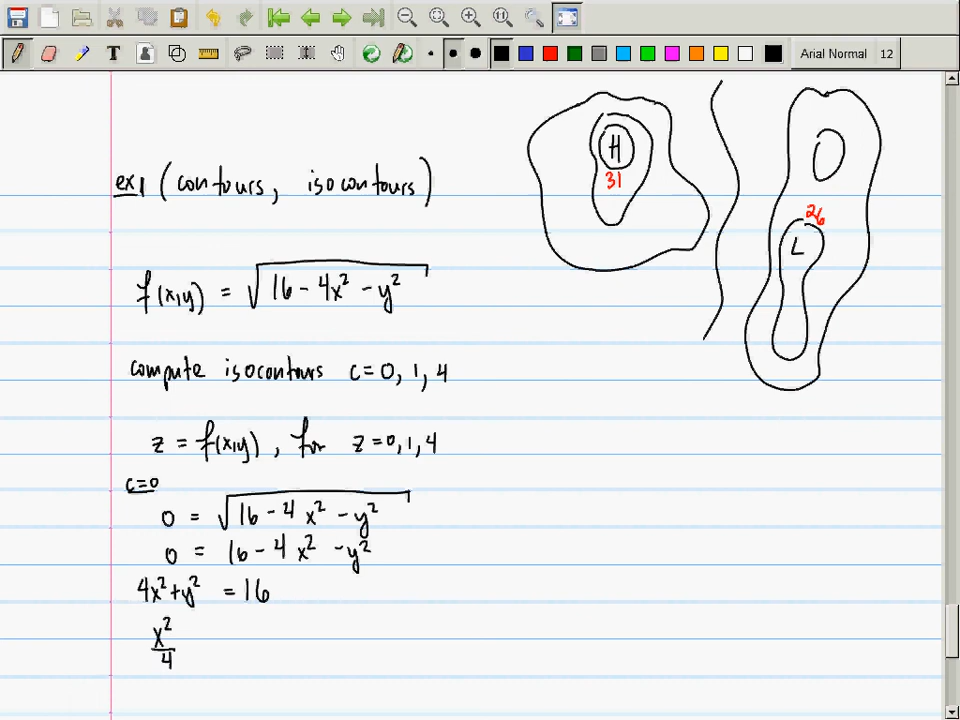 T
Arial Normal 12
H
31
26
L
ex1 (contours, isocontours)
f(x,y) = √(16 - 4x² - y²)
compute isocontours c=0, 1, 4
z = f(x,y), for z=0,1,4
c=0
0 = √(16 - 4x² - y²)
0 = 16 - 4x² - y²
4x² + y² = 16
x²/4